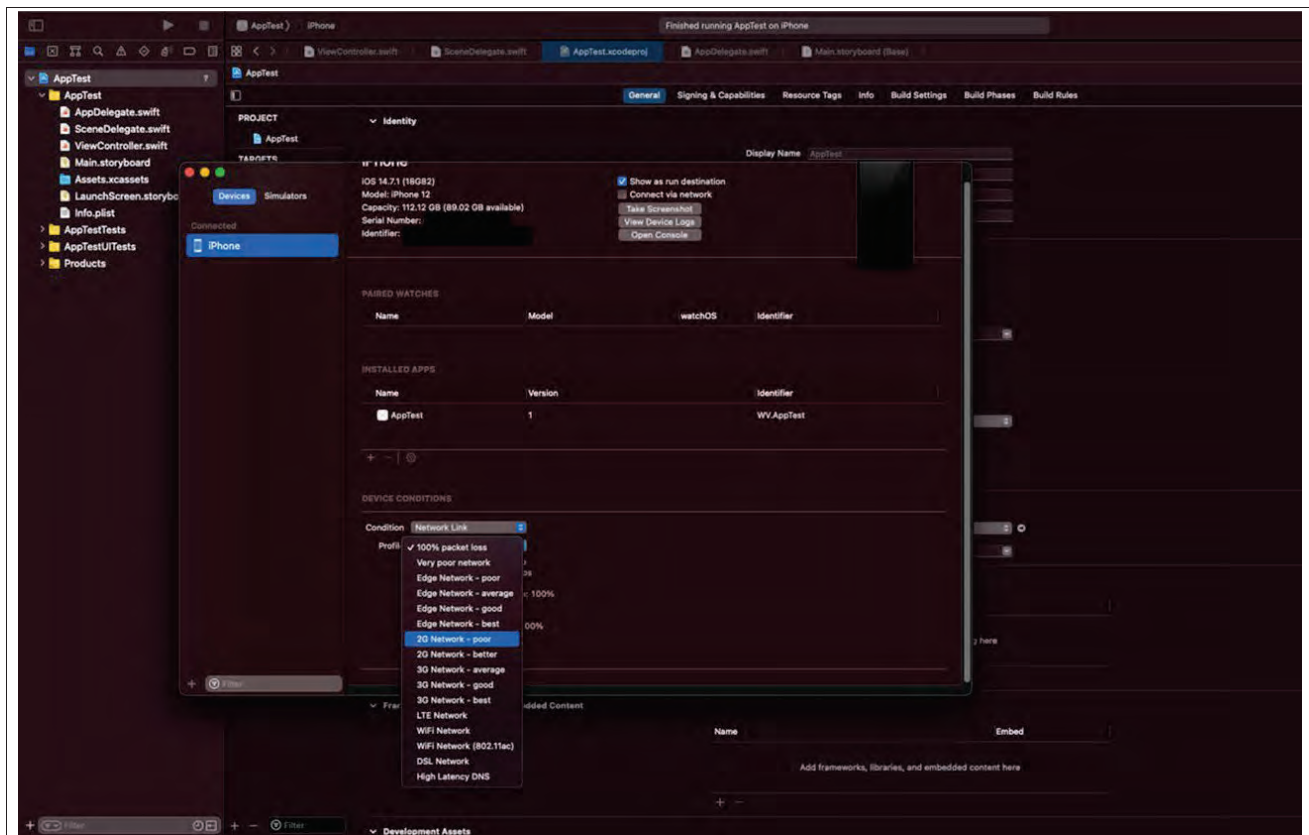 AppTest iPhone Finished running AppTest on iPhone
ViewController.swift SceneDelegate.swift AppTest.xcodeproj AppDelegate.swift Main.storyboard (Base)
AppTest ?
AppTest
AppTest
AppDelegate.swift
SceneDelegate.swift
ViewController.swift
Main.storyboard
Assets.xcassets
LaunchScreen.storybo
Info.plist
AppTestTests
AppTestUITests
Products
General Signing & Capabilities Resource Tags Info Build Settings Build Phases Build Rules
PROJECT
AppTest
TARGETS
Identity
Display Name AppTest
Devices Simulators
Connected
iPhone
iPhone
iOS 14.7.1 (18G82)
Model: iPhone 12
Capacity: 112.12 GB (89.02 GB available)
Serial Number:
Identifier:
Show as run destination
Connect via network
Take Screenshot
View Device Logs
Open Console
PAIRED WATCHES
Name Model watchOS Identifier
INSTALLED APPS
Name Version Identifier
AppTest 1 WV.AppTest
DEVICE CONDITIONS
Condition Network Link
Profil
100% packet loss
Very poor network
Edge Network - poor
Edge Network - average
Edge Network - good
Edge Network - best
2G Network - poor
2G Network - better
3G Network - average
3G Network - good
3G Network - best
LTE Network
WiFi Network
WiFi Network (802.11ac)
DSL Network
High Latency DNS
: 100%
00%
Filter
here
Fra dded Content
Name Embed
Add frameworks, libraries, and embedded content here
Development Assets
Filter
Filter